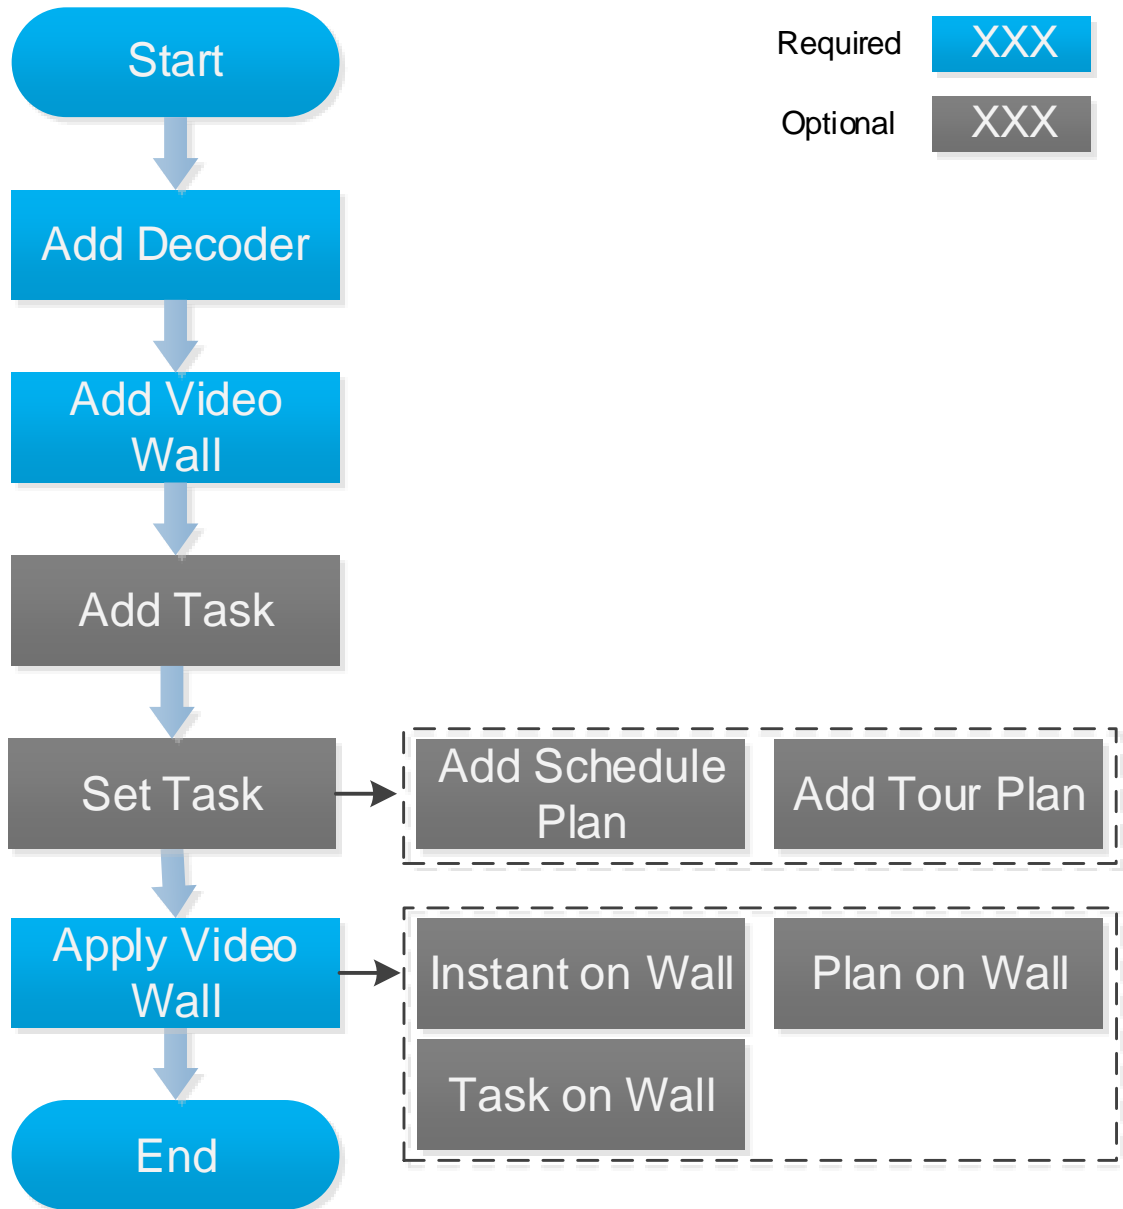 Start
Required
XXX
Optional
XXX
Add Decoder
Add Video
Wall
Add Task
Set Task
Add Schedule
Plan
Add Tour Plan
Apply Video
Wall
Instant on Wall
Plan on Wall
Task on Wall
End